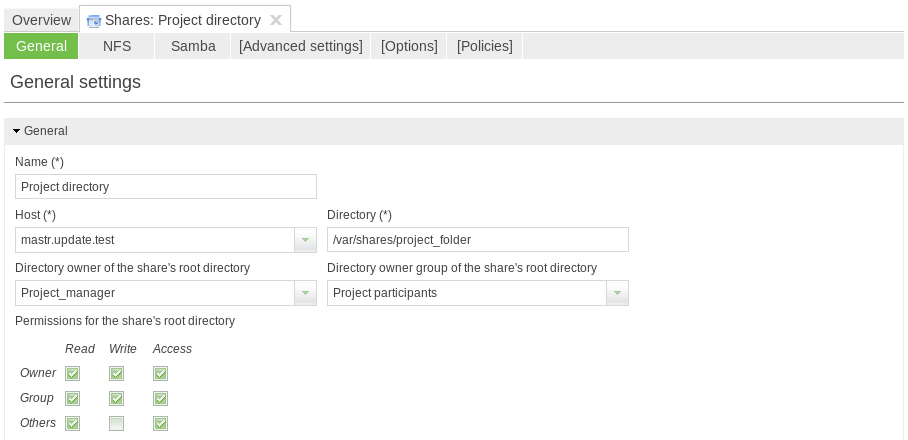 Overview Shares: Project directory
General NFS Samba [Advanced settings] [Options] [Policies]
General settings
General
Name (*)
Project directory
Host (*) Directory (*)
mastr.update.test /var/shares/project_folder
Directory owner of the share's root directory Directory owner group of the share's root directory
Project_manager Project participants
Permissions for the share's root directory
Read Write Access
Owner
Group
Others